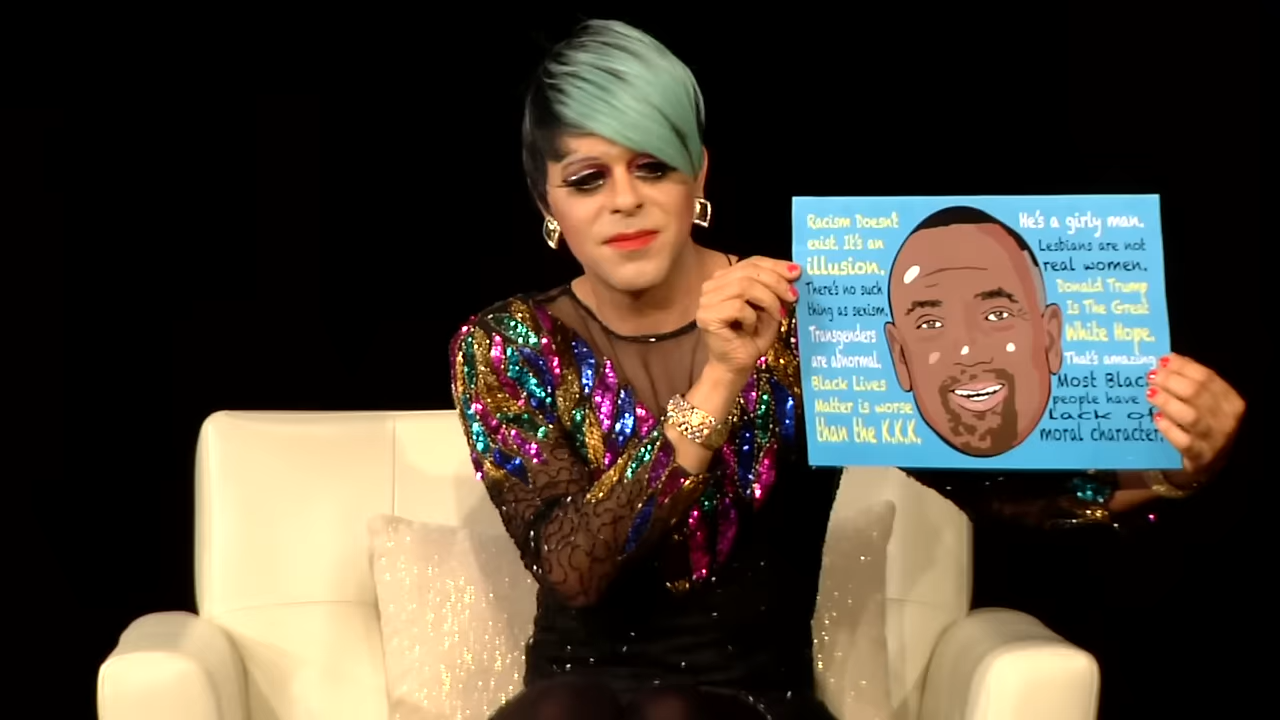 Racism Doesn't
exist. It's an
illusion.
There's no such
thing as sexism.
Transgenders
are abnormal.
Black Lives
Matter is worse
than the K.K.K.
He's a girly man.
Lesbians are not
real women.
Donald Trump
Is The Great
White Hope.
That's amazing
Most Black
people have
Lack of
moral character.